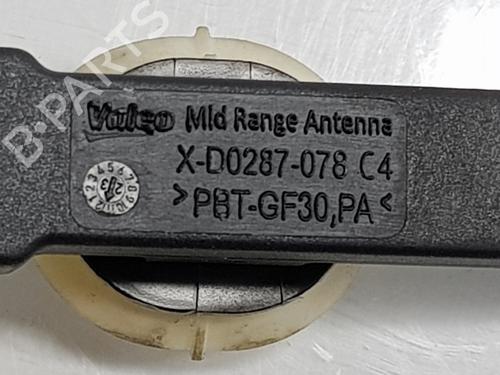 B-PARTS
Valeo Mid Range Antenna
X-D0287-078 C4
>PBT-GF30,PA<